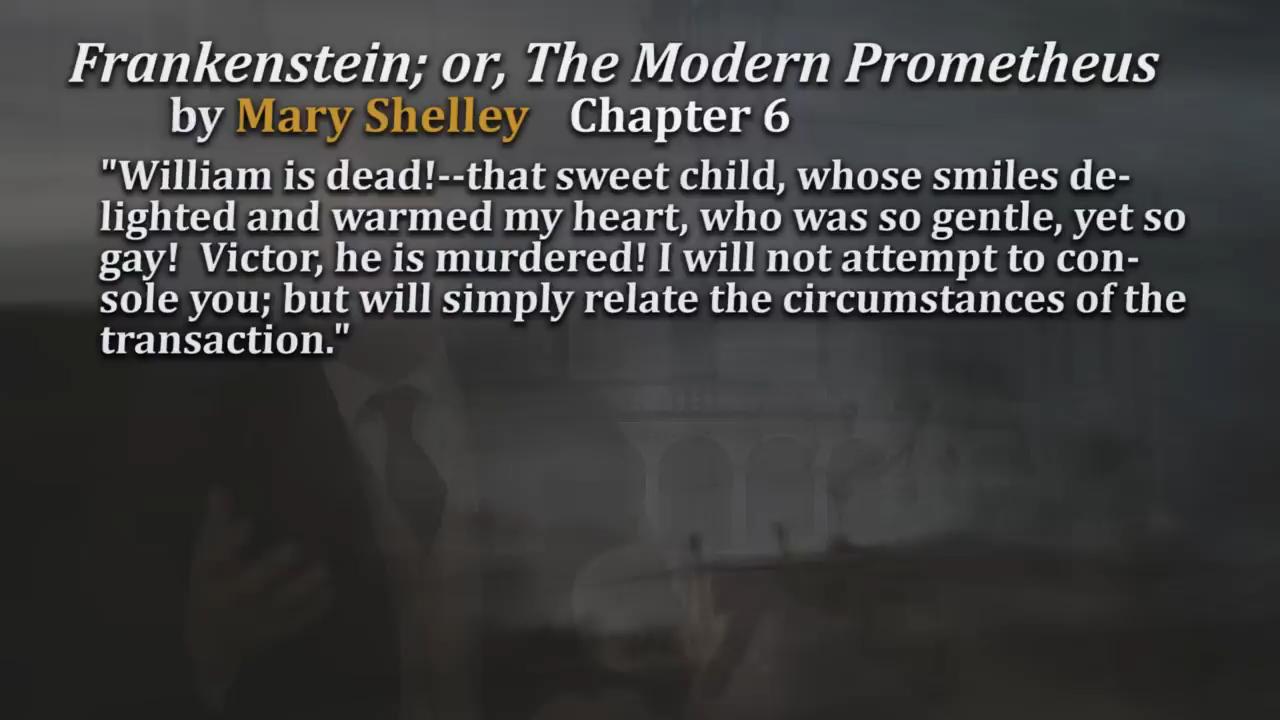 Frankenstein; or, The Modern Prometheus
by Mary Shelley Chapter 6
"William is dead!--that sweet child, whose smiles de-
lighted and warmed my heart, who was so gentle, yet so
gay!  Victor, he is murdered! I will not attempt to con-
sole you; but will simply relate the circumstances of the
transaction."